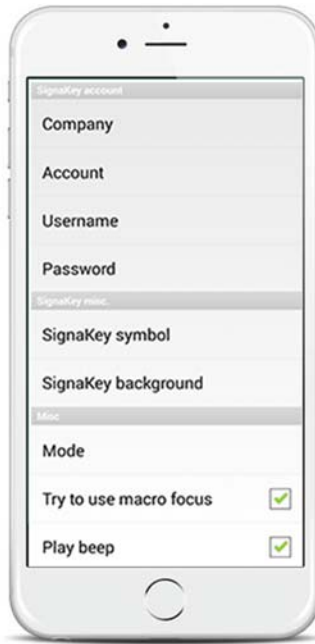 SignaKey account
Company
Account
Username
Password
SignaKey misc.
SignaKey symbol
SignaKey background
Misc
Mode
Try to use macro focus
Play beep